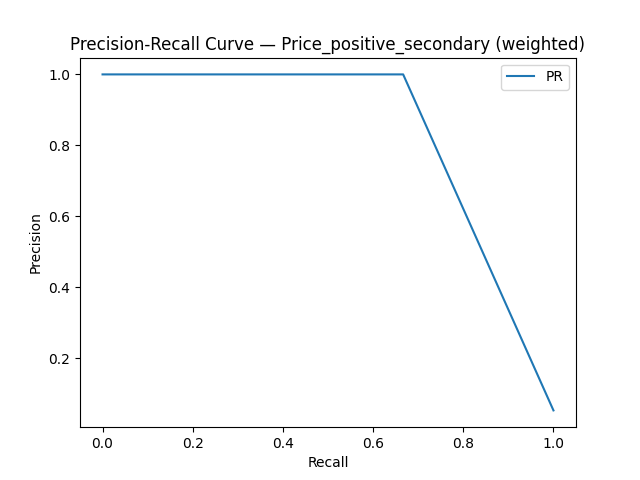 Precision-Recall Curve — Price_positive_secondary (weighted)
PR
1.0
0.8
0.6
0.4
0.2
Precision
0.0 0.2 0.4 0.6 0.8 1.0
Recall